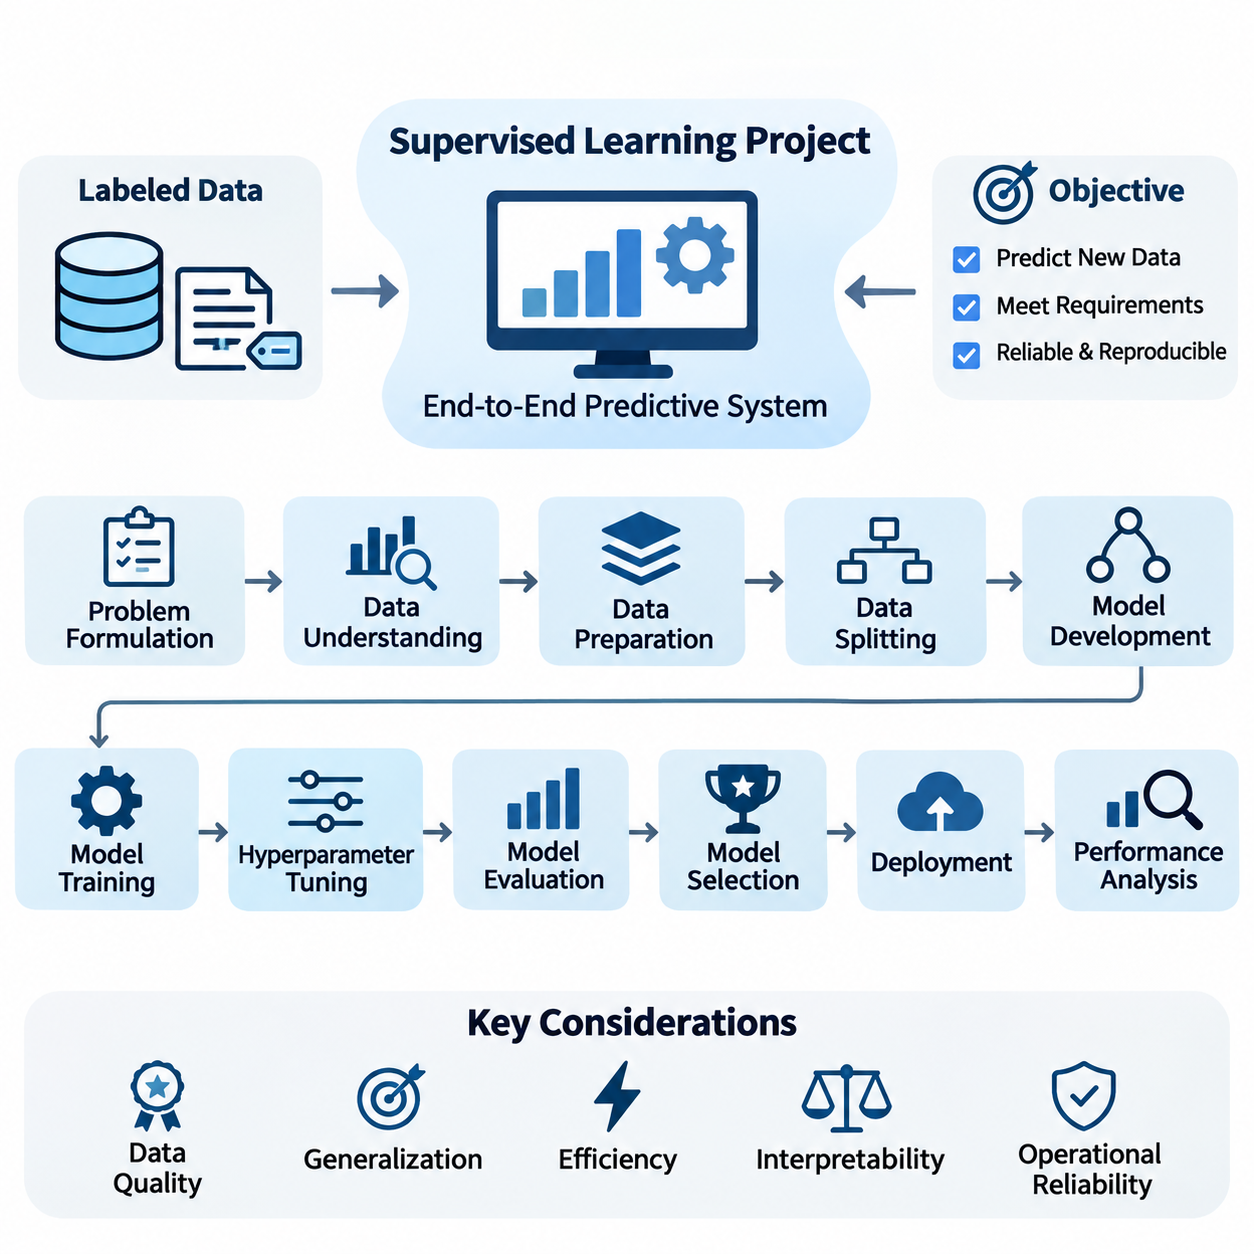 Supervised Learning Project
Labeled Data
Objective
Predict New Data
Meet Requirements
Reliable & Reproducible
End-to-End Predictive System
Problem
Formulation
Data
Understanding
Data
Preparation
Data
Splitting
Model
Development
Model
Training
Hyperparameter
Tuning
Model
Evaluation
Model
Selection
Deployment
Performance
Analysis
Key Considerations
Data
Quality
Generalization
Efficiency
Interpretability
Operational
Reliability